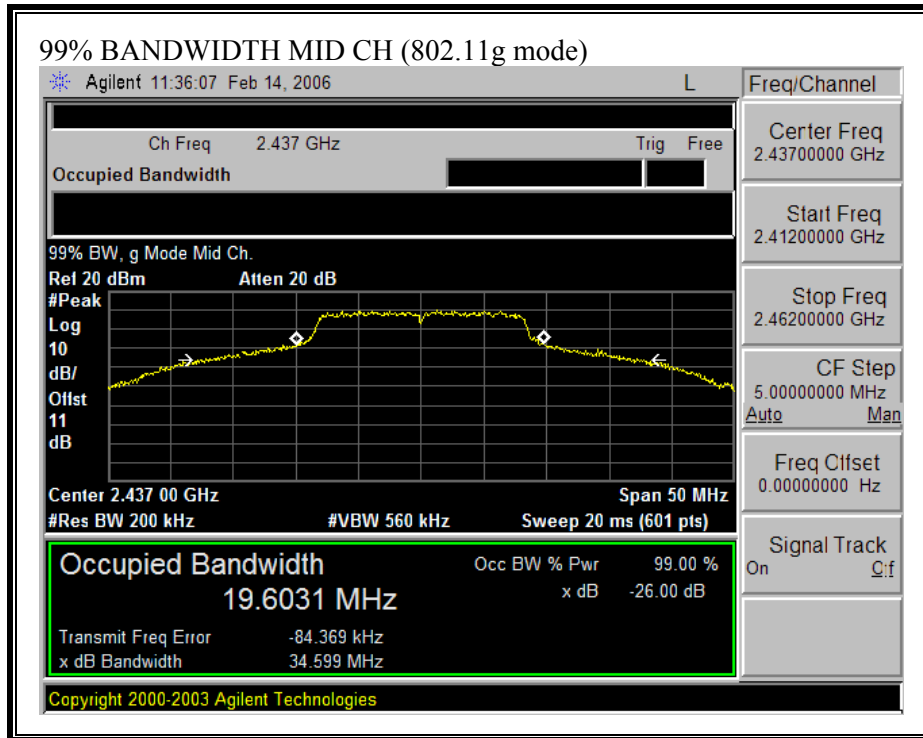 99% BANDWIDTH MID CH (802.11g mode)
Agilent 11:36:07 Feb 14, 2006 L
Freq/Channel
Ch Freq 2.437 GHz Trig Free
Occupied Bandwidth
Center Freq
2.43700000 GHz
Start Freq
2.41200000 GHz
Stop Freq
2.46200000 GHz
CF Step
5.00000000 MHz
Auto Man
Freq Offset
0.00000000 Hz
Signal Track
On Off
99% BW, g Mode Mid Ch.
Ref 20 dBm Atten 20 dB
#Peak
Log
10
dB/
Offst
11
dB
Center 2.437 00 GHz Span 50 MHz
#Res BW 200 kHz #VBW 560 kHz Sweep 20 ms (601 pts)
Occupied Bandwidth
19.6031 MHz
Occ BW % Pwr 99.00 %
x dB -26.00 dB
Transmit Freq Error -84.369 kHz
x dB Bandwidth 34.599 MHz
Copyright 2000-2003 Agilent Technologies